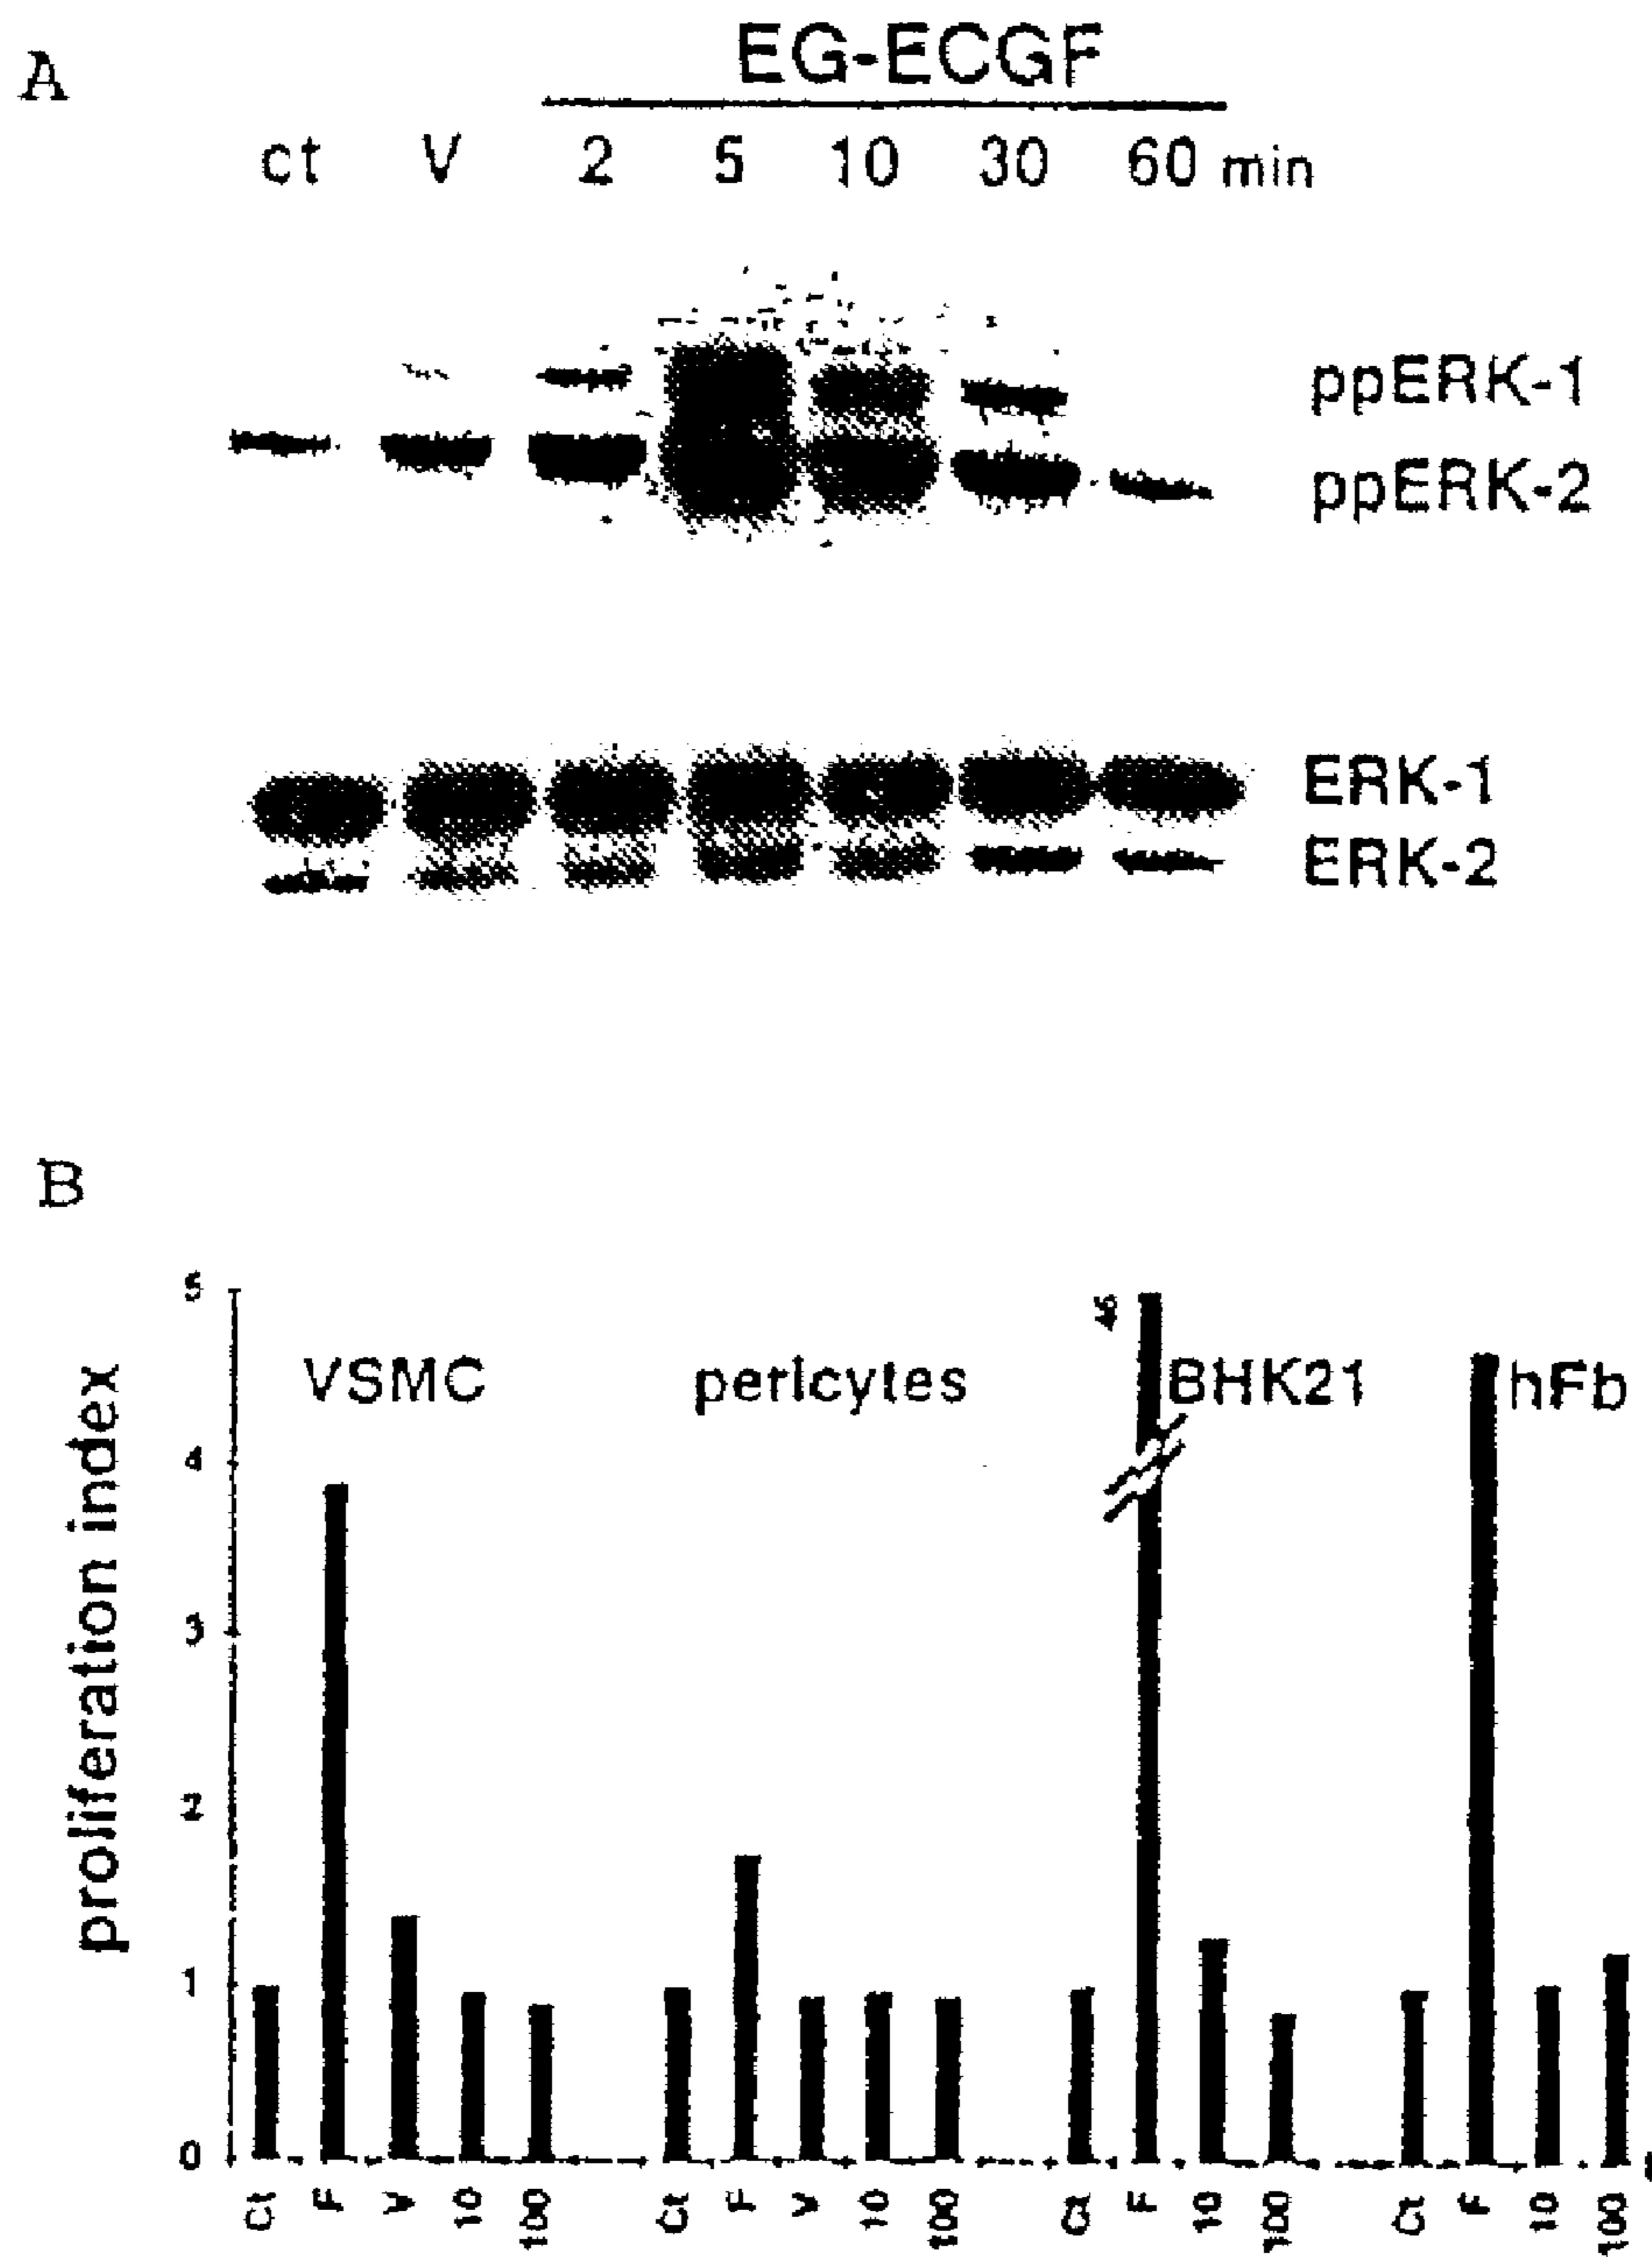 A
EG-ECGF
ct V 2 5 10 30 60 min
ppERK-1
ppERK-2
ERK-1
ERK-2
B
proliferation index
5
4
3
2
1
0
VSMC pericytes BHK21 hFb
Ct F V 10 100 Ct F V 10 100 Ct F 10 100 Ct F 10 100